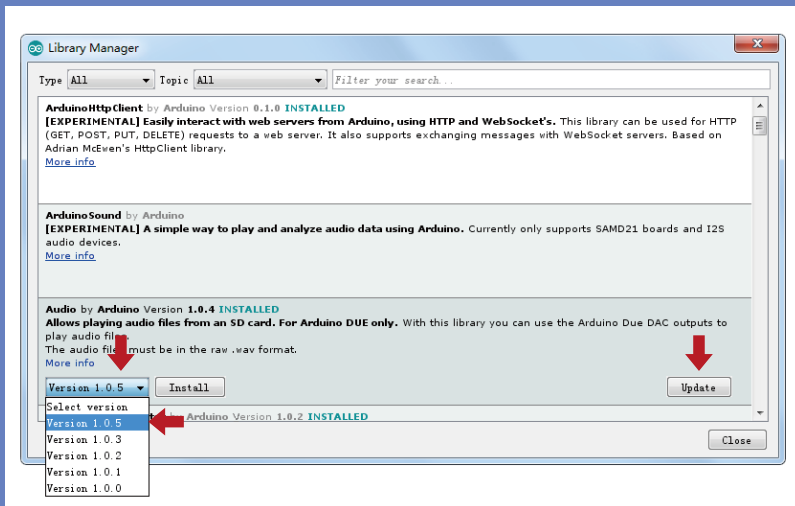 Library Manager
Type All Topic All Filter your search...
ArduinoHttpClient by Arduino Version 0.1.0 INSTALLED
[EXPERIMENTAL] Easily interact with web servers from Arduino, using HTTP and WebSocket's. This library can be used for HTTP
(GET, POST, PUT, DELETE) requests to a web server. It also supports exchanging messages with WebSocket servers. Based on
Adrian McEwen's HttpClient library.
More info
ArduinoSound by Arduino
[EXPERIMENTAL] A simple way to play and analyze audio data using Arduino. Currently only supports SAMD21 boards and I2S
audio devices.
More info
Audio by Arduino Version 1.0.4 INSTALLED
Allows playing audio files from an SD card. For Arduino DUE only. With this library you can use the Arduino Due DAC outputs to
play audio files.
The audio files must be in the raw .wav format.
More info
Version 1.0.5 Install Update
Select version
Version 1.0.5 by Arduino Version 1.0.2 INSTALLED
Version 1.0.3
Close
Version 1.0.2
Version 1.0.1
Version 1.0.0